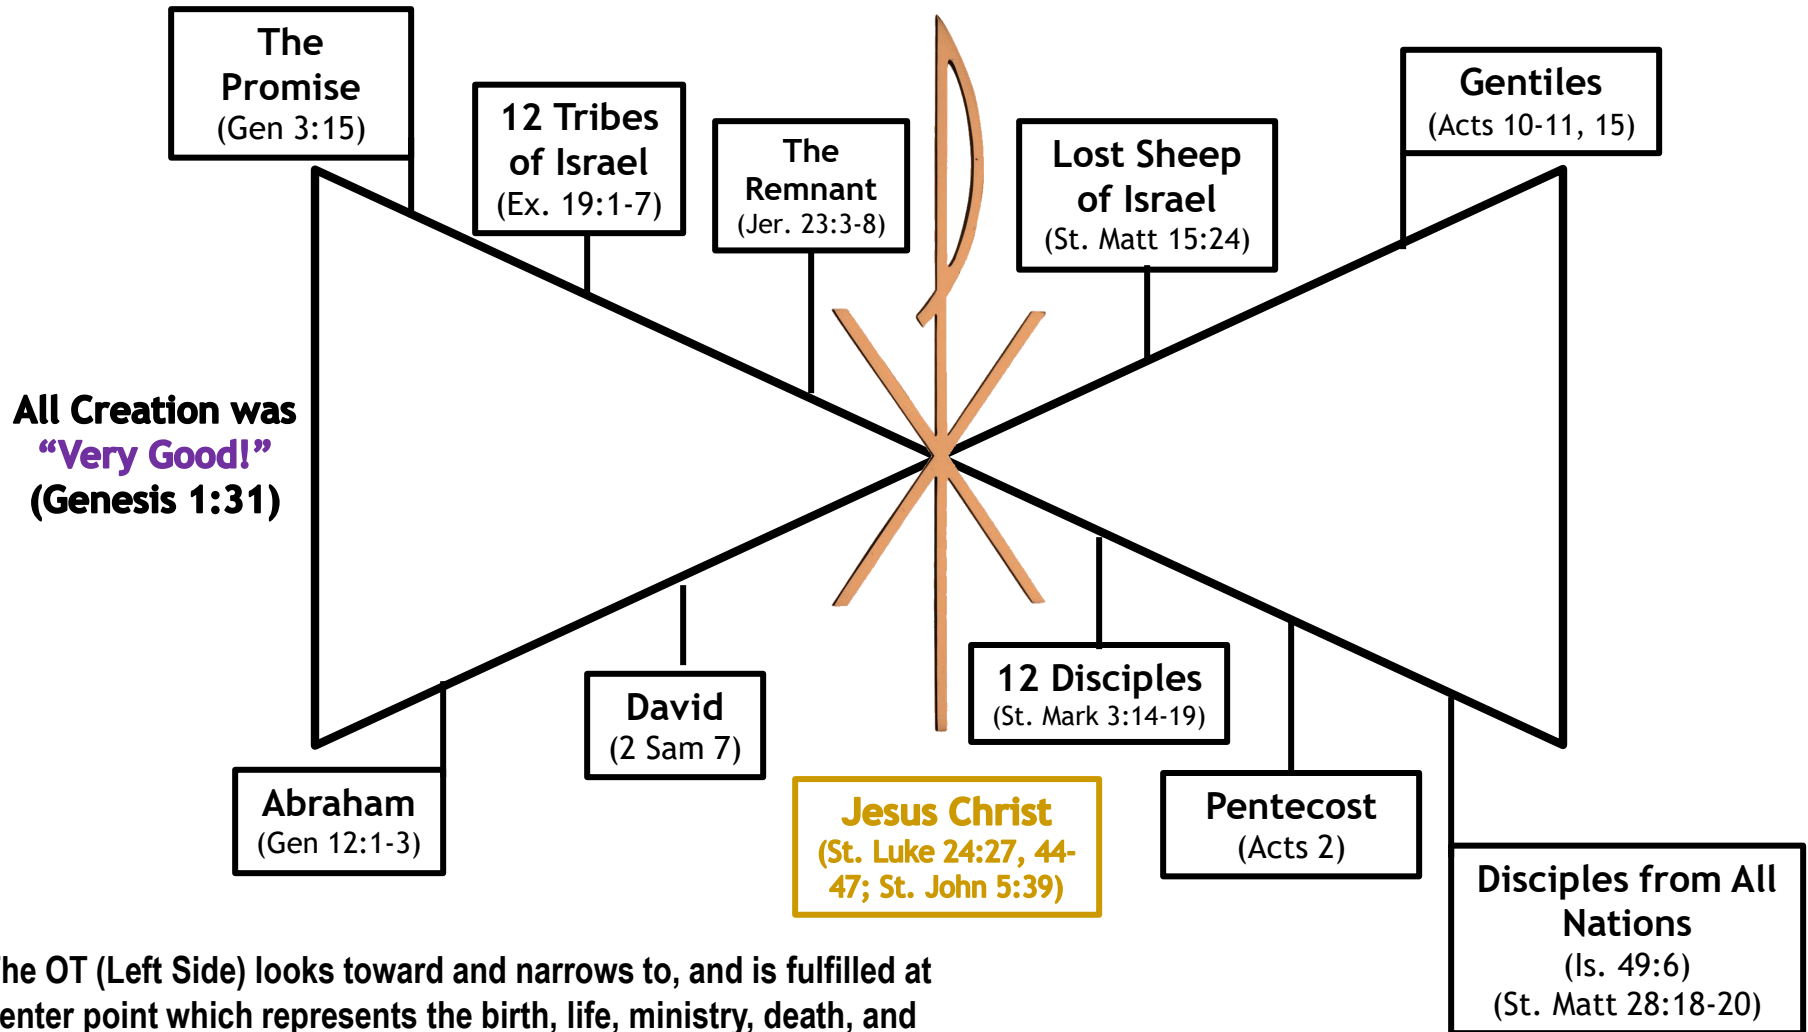 The
Promise
(Gen 3:15)
12 Tribes
of Israel
(Ex. 19:1-7)
The
Remnant
(Jer. 23:3-8)
Lost Sheep
of Israel
(St. Matt 15:24)
Gentiles
(Acts 10-11, 15)
All Creation was
“Very Good!”
(Genesis 1:31)
Abraham
(Gen 12:1-3)
David
(2 Sam 7)
Jesus Christ
(St. Luke 24:27, 44-
47; St. John 5:39)
12 Disciples
(St. Mark 3:14-19)
Pentecost
(Acts 2)
Disciples from All
Nations
(Is. 49:6)
(St. Matt 28:18-20)
The OT (Left Side) looks toward and narrows to, and is fulfilled at
enter point which represents the birth, life, ministry, death, and